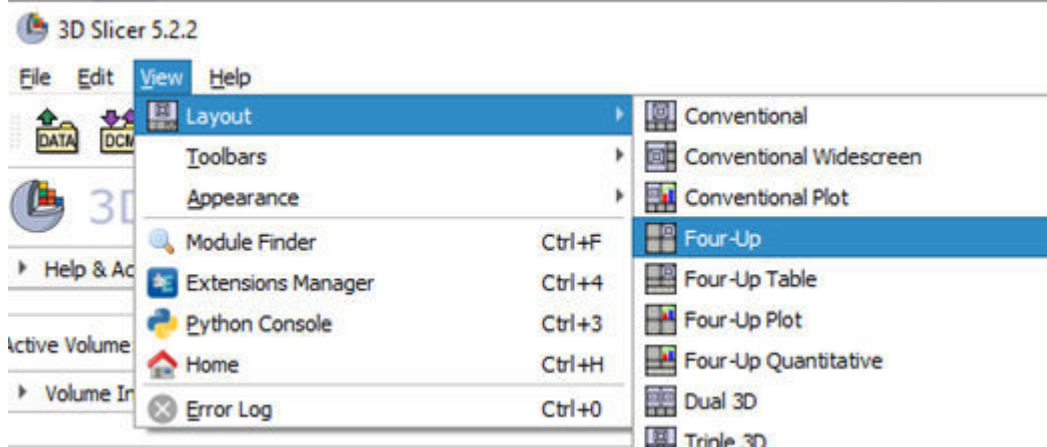 3D Slicer 5.2.2
File Edit View Help
DATA
Layout
Toolbars
Appearance
Module Finder Ctrl+F
Extensions Manager Ctrl+4
Python Console Ctrl+3
Home Ctrl+H
Error Log Ctrl+0
Conventional
Conventional Widescreen
Conventional Plot
Four-Up
Four-Up Table
Four-Up Plot
Four-Up Quantitative
Dual 3D
Triple 3D
3D
Help & Ac
Active Volume
Volume In